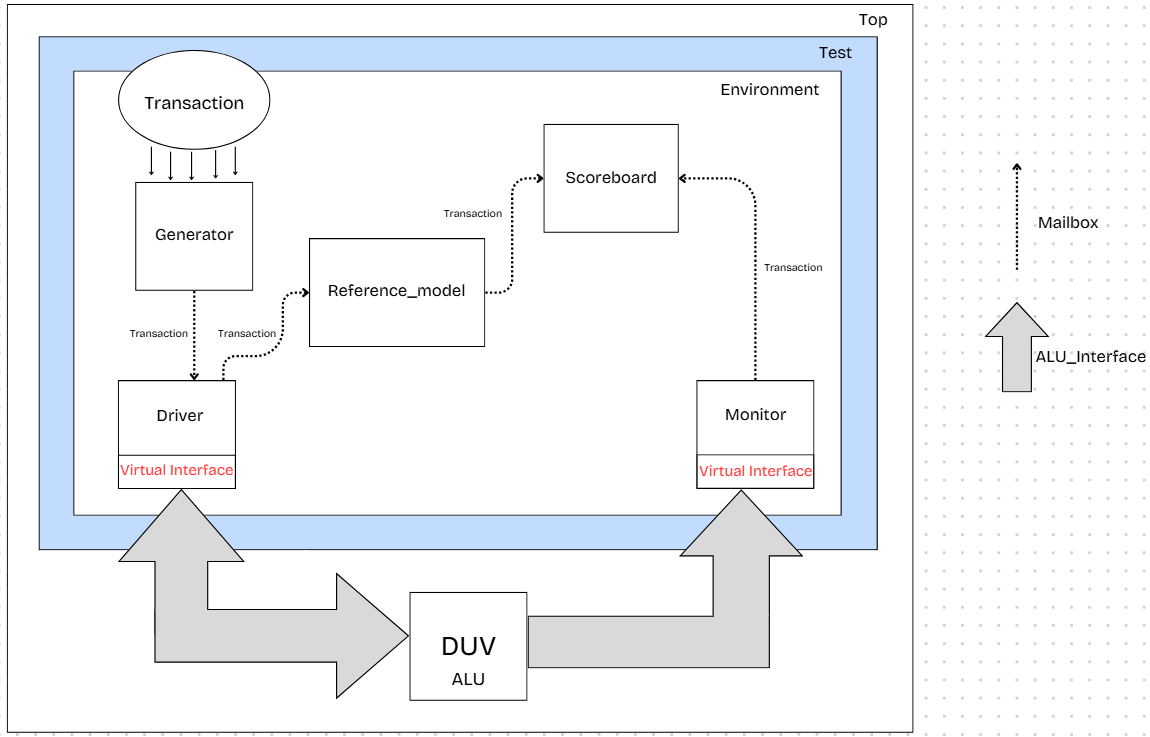 Top
Test
Environment
Transaction
Generator
Scoreboard
Transaction
Reference_model
Transaction
Transaction
Transaction
Driver
Virtual Interface
Monitor
Virtual Interface
DUV
ALU
Mailbox
ALU_Interface